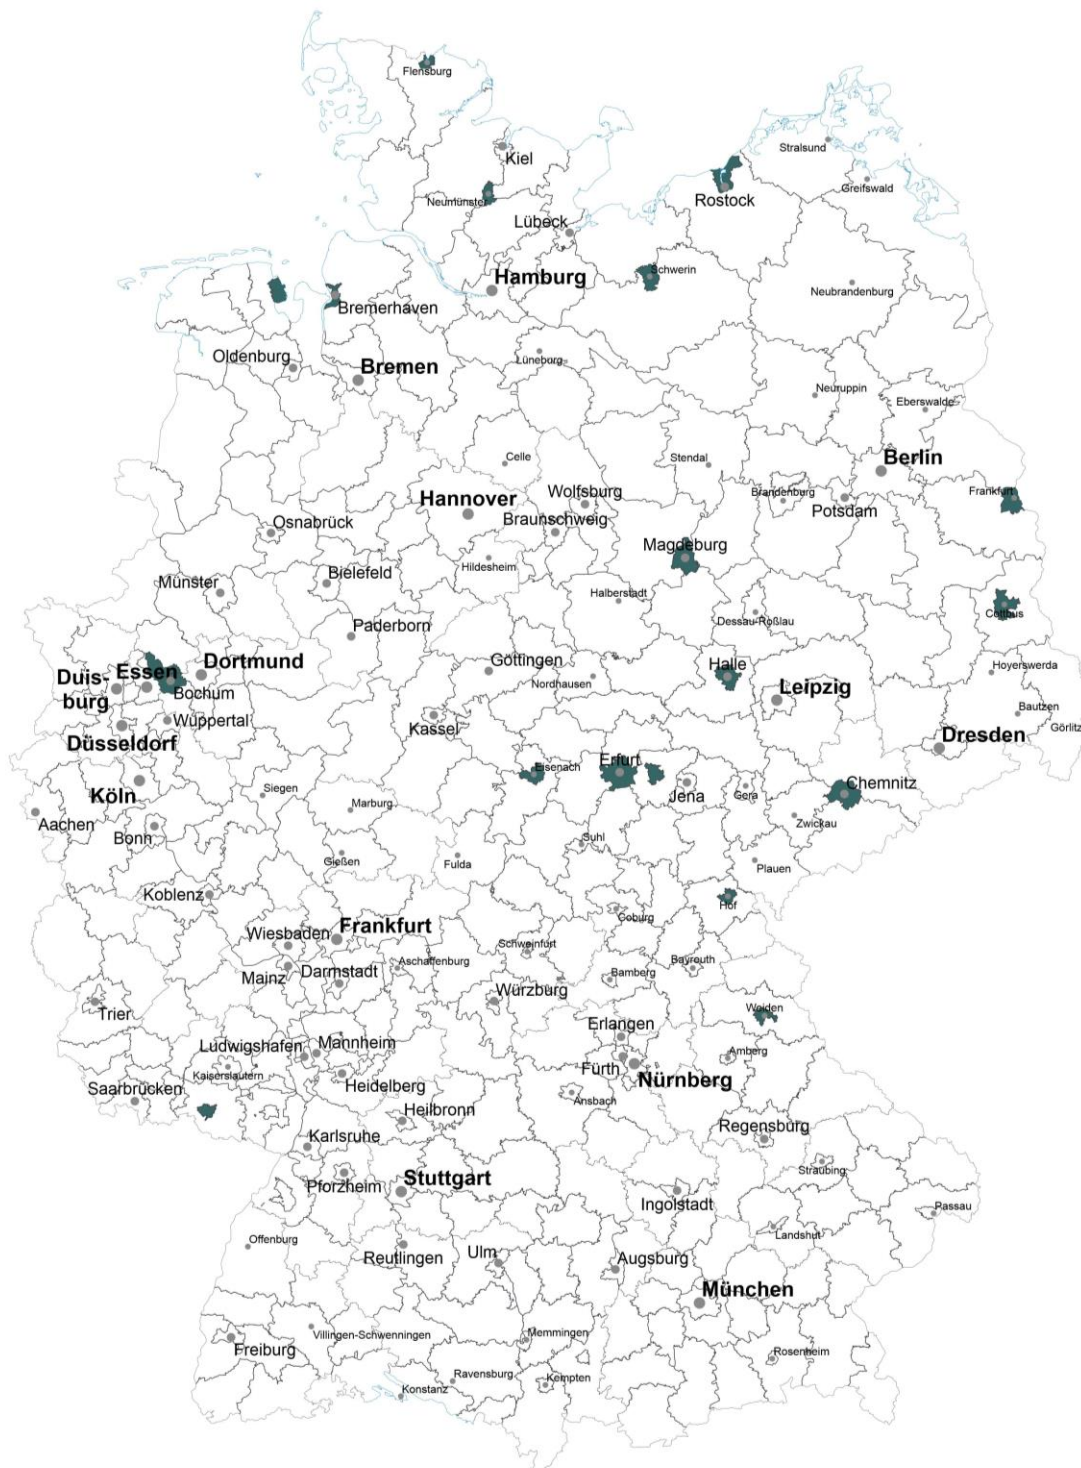 Flensburg
Kiel
Stralsund
Greifswald
Neumünster
Rostock
Lübeck
Schwerin
Hamburg
Neubrandenburg
Bremerhaven
Oldenburg
Bremen
Lüneborg
Neuruppin
Eberswalde
Celle
Stendal
Berlin
Hannover
Wolfsburg
Brandenburg
Potsdam
Frankfurt
Osnabrück
Braunschweig
Magdeburg
Hildesheim
Münster
Bielefeld
Halberstadt
Dessau-Roßlau
Cottbus
Paderborn
Duis-
burg
Essen
Dortmund
Bochum
Göttingen
Nordhausen
Halle
Leipzig
Hoyerswerda
Bautzen
Görlitz
Wuppertal
Düsseldorf
Kassel
Dresden
Köln
Siegen
Marburg
Eisenach
Erfurt
Jena
Gera
Chemnitz
Zwickau
Aachen
Bonn
Gießen
Fulda
Suhl
Plauen
Koblenz
Hof
Coburg
Wiesbaden
Frankfurt
Mainz
Darmstadt
Aschaffenburg
Schweinfurt
Bamberg
Bayrouth
Trier
Würzburg
Weiden
Erlangen
Ludwigshafen
Mannheim
Kaiserslautern
Fürth
Nürnberg
Amberg
Saarbrücken
Heidelberg
Ansbach
Heilbronn
Karlsruhe
Regensburg
Straubing
Pforzheim
Stuttgart
Ingolstadt
Passau
Offenburg
Landshut
Reutlingen
Ulm
Augsburg
München
Freiburg
Villingen-Schwenningen
Memmingen
Rosenheim
Ravensburg
Kempten
Konstanz